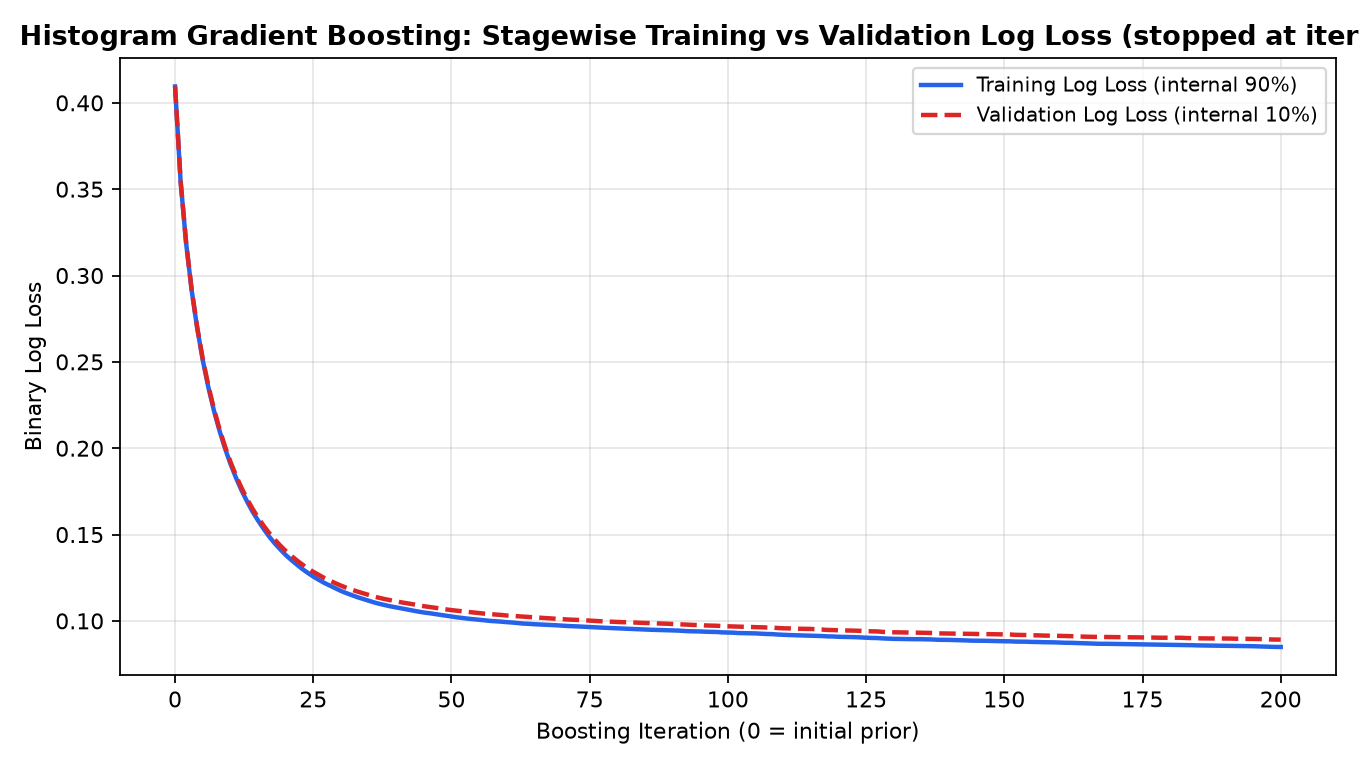 Histogram Gradient Boosting: Stagewise Training vs Validation Log Loss (stopped at iter
Training Log Loss (internal 90%)
Validation Log Loss (internal 10%)
0.40
0.35
0.30
0.25
0.20
0.15
0.10
Binary Log Loss
0 25 50 75 100 125 150 175 200
Boosting Iteration (0 = initial prior)